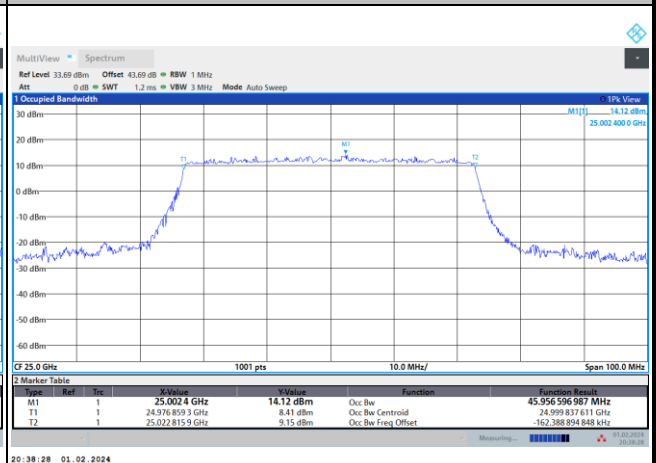 MultiView Spectrum
Ref Level 33.69 dBm Offset 43.69 dB RBW 1 MHz
Att 0 dB SWT 1.2 ms VBW 3 MHz Mode Auto Sweep
1 Occupied Bandwidth 1Pk View
M1[1] 14.12 dBm
25.002 400 0 GHz
30 dBm
20 dBm
M1
T1 T2
10 dBm
0 dBm
-10 dBm
-20 dBm
-30 dBm
-40 dBm
-50 dBm
-60 dBm
CF 25.0 GHz 1001 pts 10.0 MHz/ Span 100.0 MHz
2 Marker Table
Type Ref Trc X-Value Y-Value Function Function Result
M1 1 25.0024 GHz 14.12 dBm Occ Bw 45.956 596 987 MHz
T1 1 24.976 859 3 GHz 8.41 dBm Occ Bw Centroid 24.999 837 611 GHz
T2 1 25.022 815 9 GHz 9.15 dBm Occ Bw Freq Offset -162.388 894 848 kHz
Measuring... 01.02.2024
20:38:28
20:38:28 01.02.2024